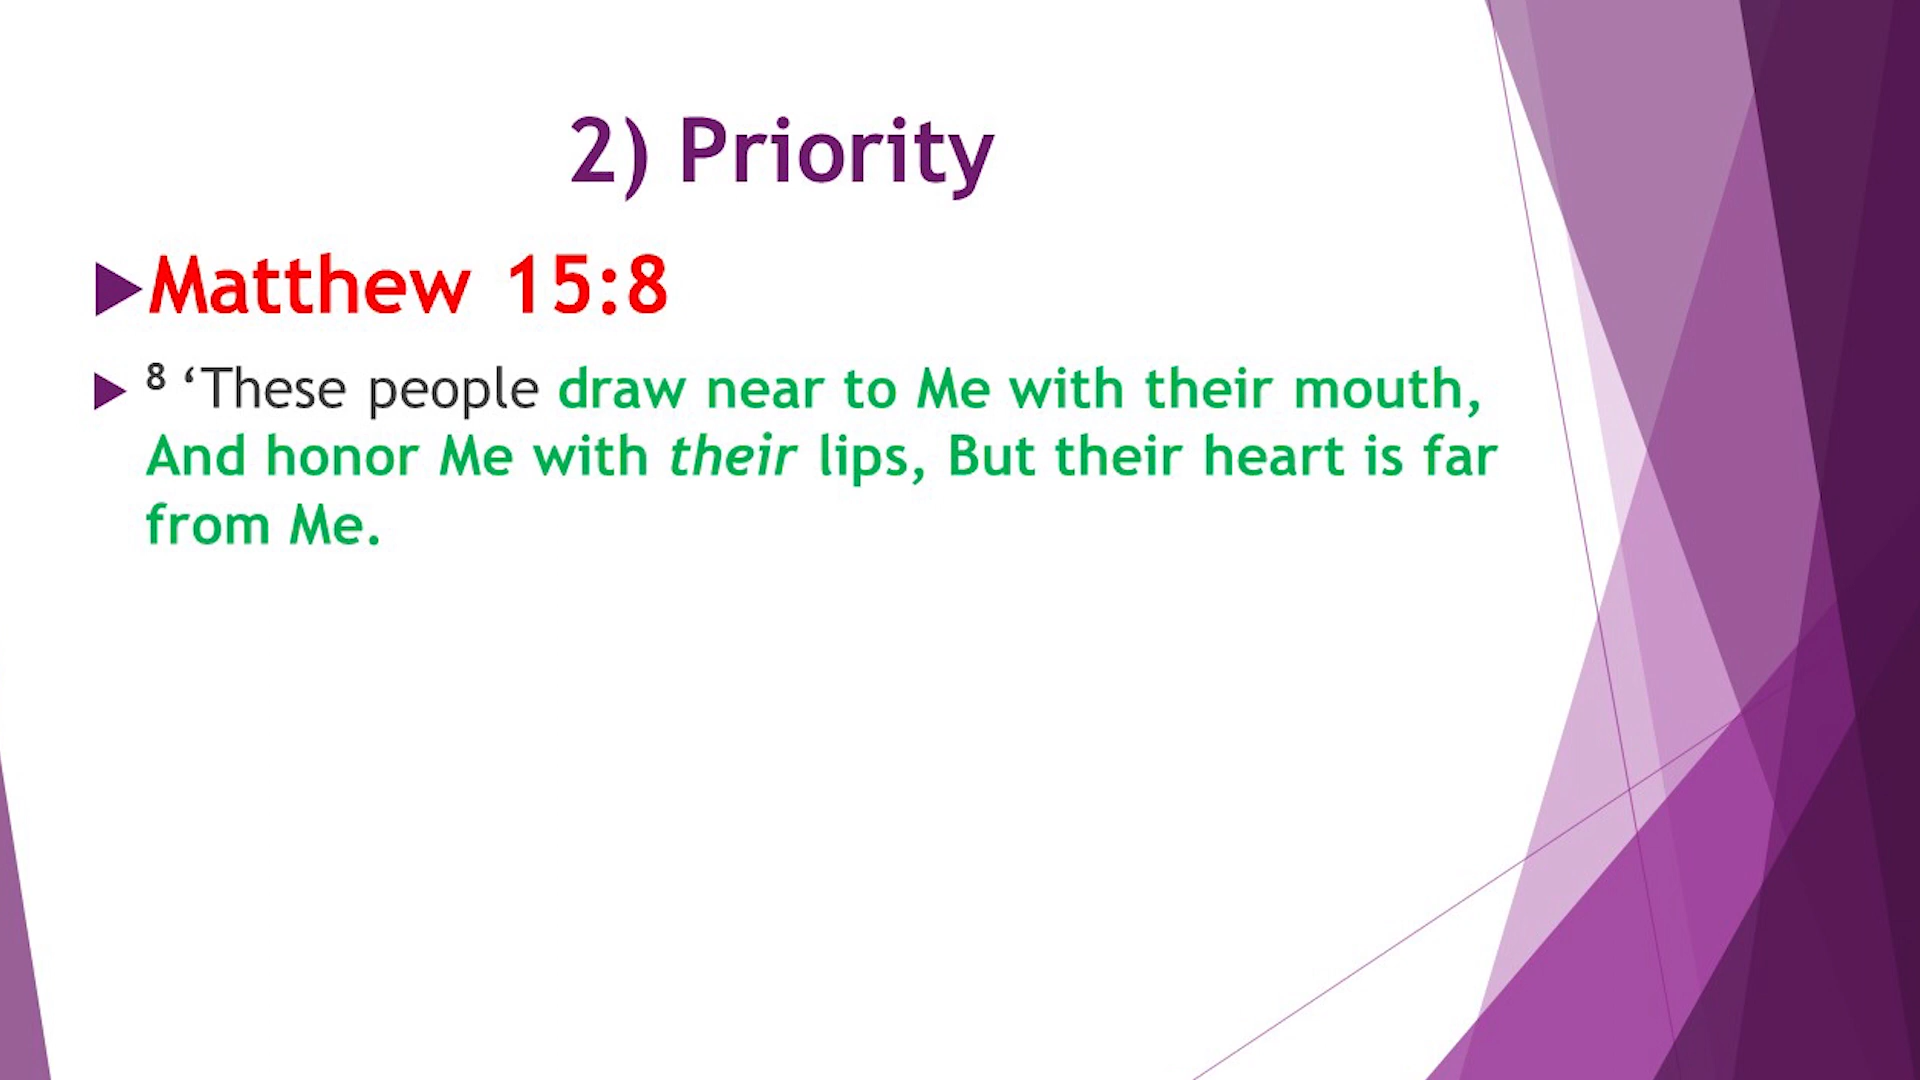 2) Priority
Matthew 15:8
8 ‘These people draw near to Me with their mouth,
And honor Me with their lips, But their heart is far
from Me.